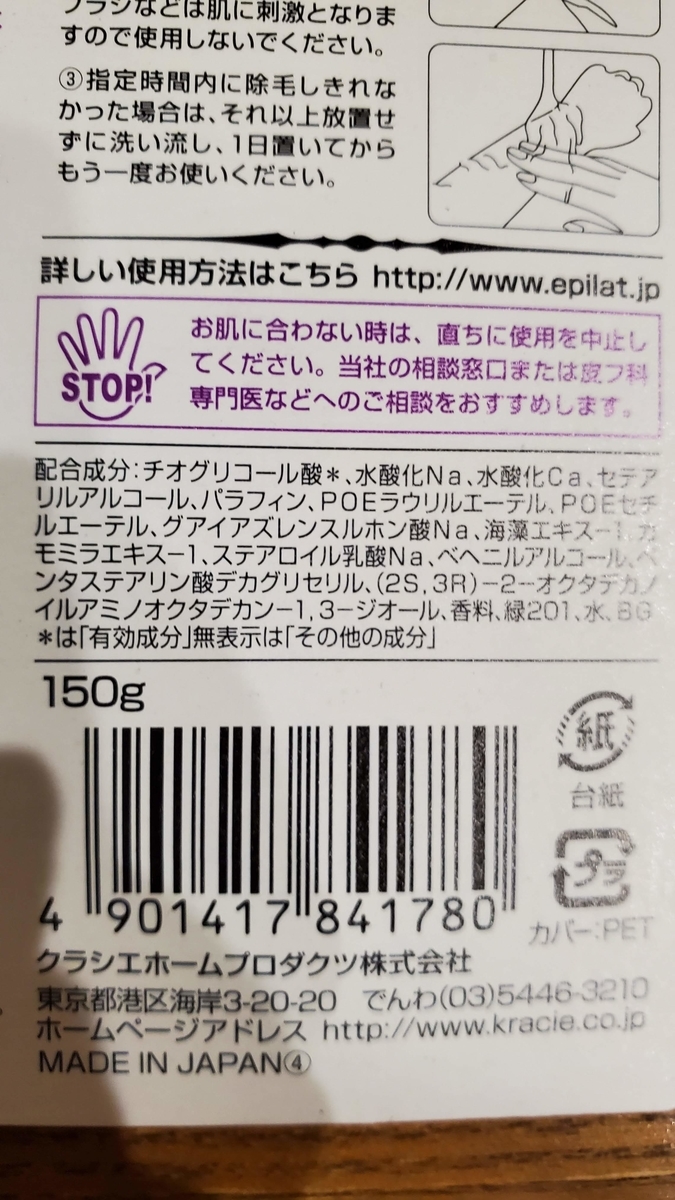 ブラシなどは肌に刺激となりま
すので使用しないでください。
③指定時間内に除毛しきれな
かった場合は、それ以上放置せ
ずに洗い流し、1日置いてから
もう一度お使いください。
詳しい使用方法はこちら http://www.epilat.jp
STOP!
お肌に合わない時は、直ちに使用を中止し
てください。当社の相談窓口または皮フ科
専門医などへのご相談をおすすめします。
配合成分:チオグリコール酸*、水酸化Na、水酸化Ca、セテア
リルアルコール、パラフィン、POEラウリルエーテル、POEセチ
ルエーテル、グアイアズレンスルホン酸Na、海藻エキス-1、カ
モミラエキス-1、ステアロイル乳酸Na、ベヘニルアルコール、ペ
ンタステアリン酸デカグリセリル、(2S,3R)-2-オクタデカノ
イルアミノオクタデカン-1,3-ジオール、香料、緑201、水、BG
*は「有効成分」無表示は「その他の成分」
150g
紙
台紙
プラ
カバー:PET
4 901417 841780
クラシエホームプロダクツ株式会社
東京都港区海岸3-20-20 でんわ(03)5446-3210
ホームページアドレス http://www.kracie.co.jp
MADE IN JAPAN④